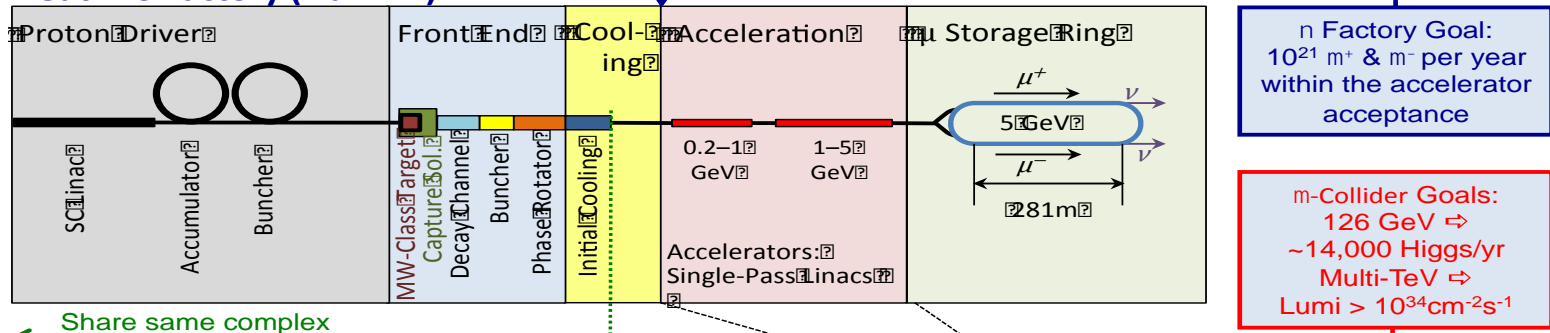 Proton Driver
Front End
Cool-
ing
Acceleration
µ Storage Ring
SC Linac
Accumulator
Buncher
MW-Class Target
Capture Sol.
Decay Channel
Buncher
Phase Rotator
Initial Cooling
0.2–1
GeV
1–5
GeV
Accelerators:
Single-Pass Linacs
μ+
ν
5 GeV
μ−
ν
281m
n Factory Goal:
10²¹ m⁺ & m⁻ per year
within the accelerator
acceptance
m-Collider Goals:
126 GeV ⇨
~14,000 Higgs/yr
Multi-TeV ⇨
Lumi > 10³⁴cm⁻²s⁻¹
Share same complex